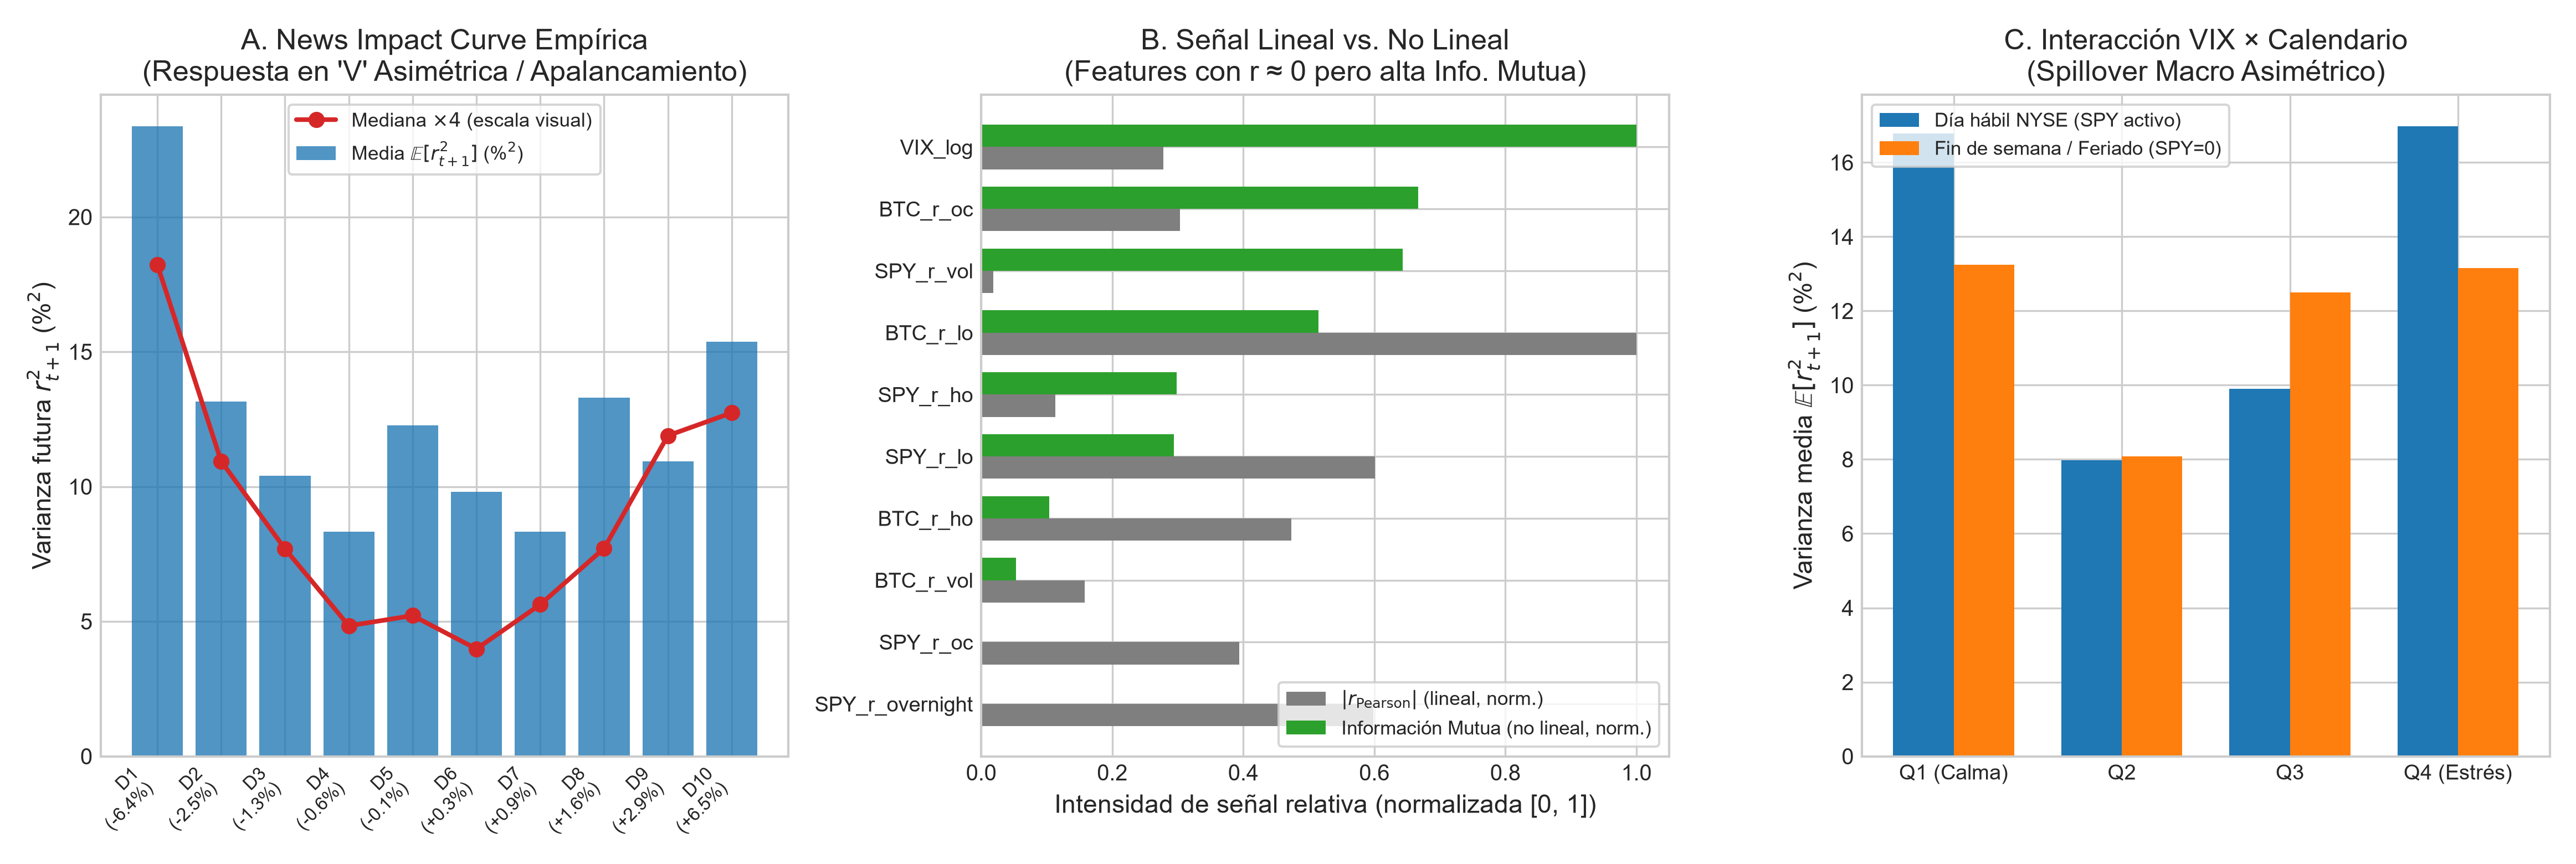 A. News Impact Curve Empírica
(Respuesta en 'V' Asimétrica / Apalancamiento)
Mediana ×4 (escala visual)
Media 𝔼[r²ₜ₊₁] (%²)
Varianza futura r²ₜ₊₁ (%²)
20
15
10
5
0
D1
(-6.4%)
D2
(-2.5%)
D3
(-1.3%)
D4
(-0.6%)
D5
(-0.1%)
D6
(+0.3%)
D7
(+0.9%)
D8
(+1.6%)
D9
(+2.9%)
D10
(+6.5%)
B. Señal Lineal vs. No Lineal
(Features con r ≈ 0 pero alta Info. Mutua)
VIX_log
BTC_r_oc
SPY_r_vol
BTC_r_lo
SPY_r_ho
SPY_r_lo
BTC_r_ho
BTC_r_vol
SPY_r_oc
SPY_r_overnight
|r_Pearson| (lineal, norm.)
Información Mutua (no lineal, norm.)
0.0 0.2 0.4 0.6 0.8 1.0
Intensidad de señal relativa (normalizada [0, 1])
C. Interacción VIX × Calendario
(Spillover Macro Asimétrico)
Día hábil NYSE (SPY activo)
Fin de semana / Feriado (SPY=0)
Varianza media 𝔼[r²ₜ₊₁] (%²)
16
14
12
10
8
6
4
2
0
Q1 (Calma) Q2 Q3 Q4 (Estrés)